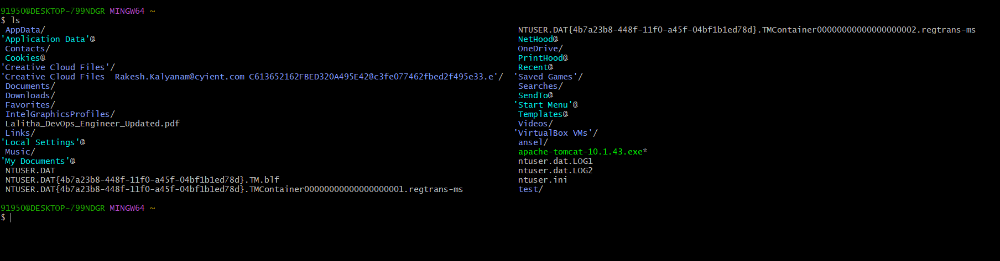 91950@DESKTOP-799NDGR MINGW64 ~
$ ls
 AppData/                                                                                              NTUSER.DAT{4b7a23b8-448f-11f0-a45f-04bf1b1ed78d}.TMContainer00000000000000000002.regtrans-ms
'Application Data'@                                                                                    NetHood@
 Contacts/                                                                                             OneDrive/
 Cookies@                                                                                              PrintHood@
'Creative Cloud Files'/                                                                                Recent@
'Creative Cloud Files  Rakesh.Kalyanam@cyient.com C613652162FBED320A495E42@c3fe077462fbed2f495e33.e'/  'Saved Games'/
 Documents/                                                                                            Searches/
 Downloads/                                                                                            SendTo@
 Favorites/                                                                                           'Start Menu'@
 IntelGraphicsProfiles/                                                                                Templates@
 Lalitha_DevOps_Engineer_Updated.pdf                                                                   Videos/
 Links/                                                                                               'VirtualBox VMs'/
'Local Settings'@                                                                                      ansel/
 Music/                                                                                                apache-tomcat-10.1.43.exe*
'My Documents'@                                                                                        ntuser.dat.LOG1
 NTUSER.DAT                                                                                            ntuser.dat.LOG2
 NTUSER.DAT{4b7a23b8-448f-11f0-a45f-04bf1b1ed78d}.TM.blf                                               ntuser.ini
 NTUSER.DAT{4b7a23b8-448f-11f0-a45f-04bf1b1ed78d}.TMContainer00000000000000000001.regtrans-ms          test/
91950@DESKTOP-799NDGR MINGW64 ~
$